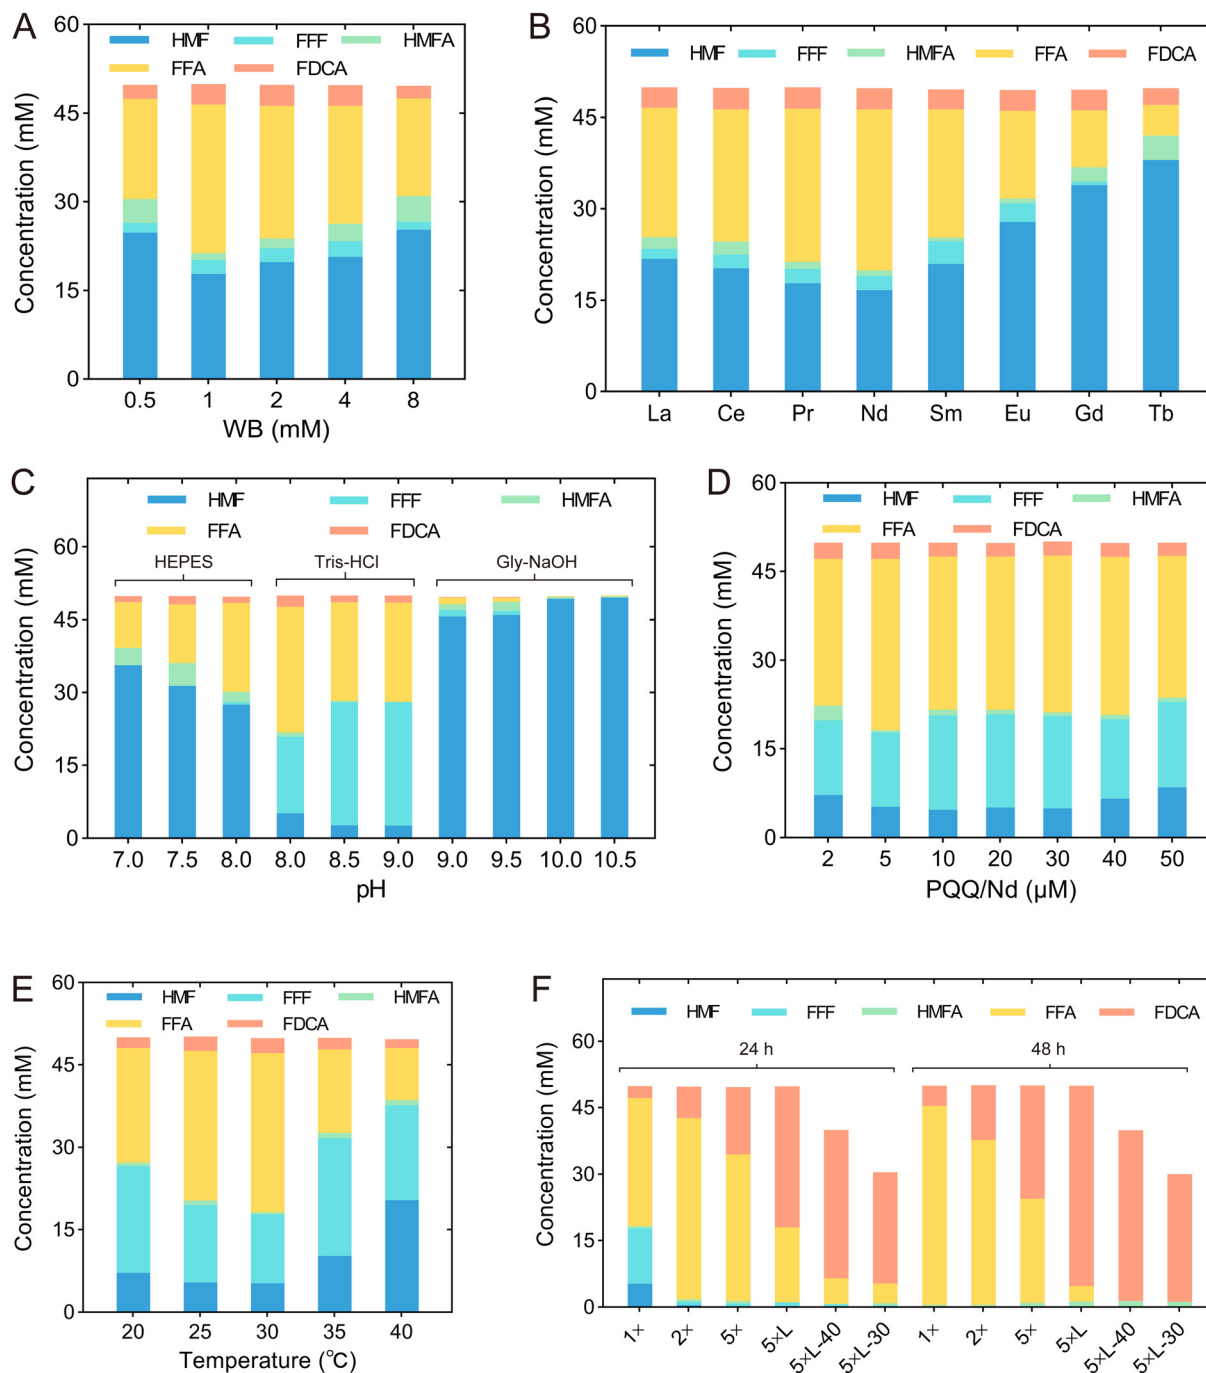 A
HMF FFF HMFA
FFA FDCA
60
45
30
15
0
Concentration (mM)
0.5 1 2 4 8
WB (mM)
B
HMF FFF HMFA FFA FDCA
60
45
30
15
0
Concentration (mM)
La Ce Pr Nd Sm Eu Gd Tb
C
HMF FFF HMFA
FFA FDCA
HEPES Tris-HCl Gly-NaOH
60
45
30
15
0
Concentration (mM)
7.0 7.5 8.0 8.0 8.5 9.0 9.0 9.5 10.0 10.5
pH
D
HMF FFF HMFA
FFA FDCA
60
45
30
15
0
Concentration (mM)
2 5 10 20 30 40 50
PQQ/Nd (μM)
E
HMF FFF HMFA
FFA FDCA
60
45
30
15
0
Concentration (mM)
20 25 30 35 40
Temperature (°C)
F
HMF FFF HMFA FFA FDCA
24 h 48 h
60
45
30
15
0
Concentration (mM)
1× 2× 5× 5×L 5×L-40 5×L-30 1× 2× 5× 5×L 5×L-40 5×L-30